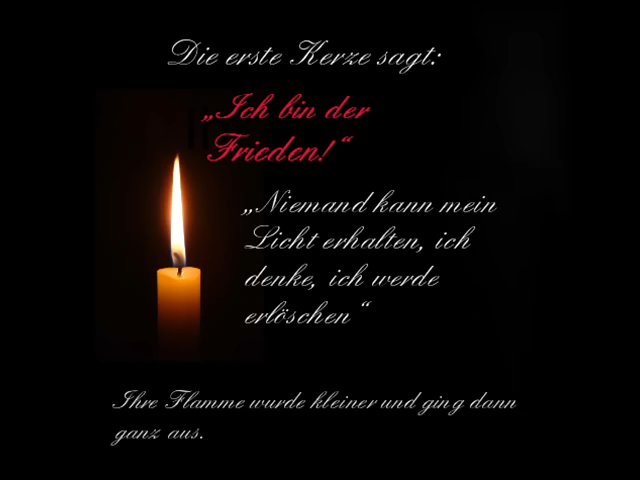 Die erste Kerze sagt:
„Ich bin der
Frieden!“
„Niemand kann mein
Licht erhalten, ich
denke, ich werde
erlöschen“
Ihre Flamme wurde kleiner und ging dann
ganz aus.